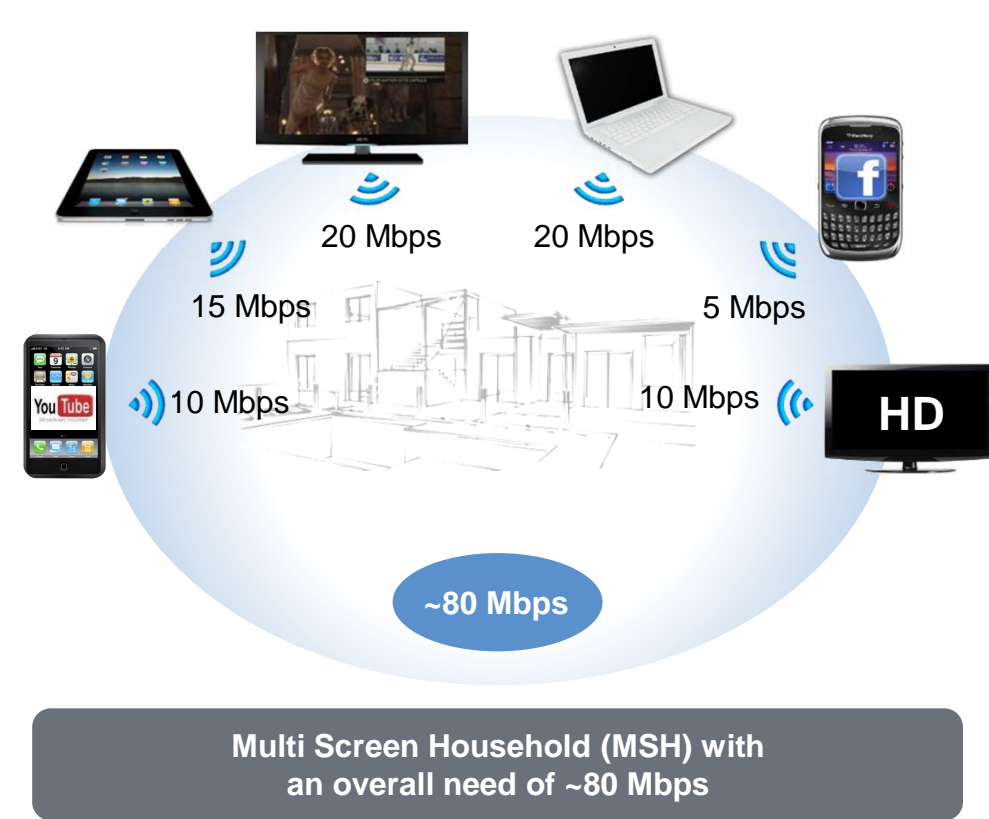 20 Mbps
20 Mbps
15 Mbps
5 Mbps
10 Mbps
10 Mbps
You Tube
f
HD
~80 Mbps
Multi Screen Household (MSH) with
an overall need of ~80 Mbps